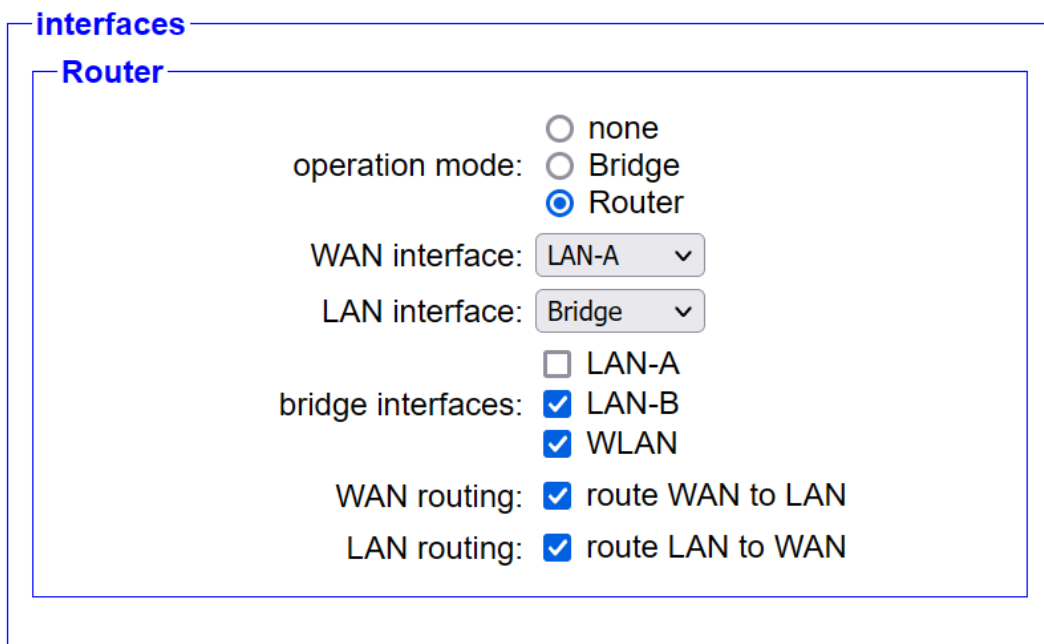 interfaces
Router
none
operation mode: Bridge
Router
WAN interface: LAN-A
LAN interface: Bridge
LAN-A
bridge interfaces: LAN-B
WLAN
WAN routing: route WAN to LAN
LAN routing: route LAN to WAN